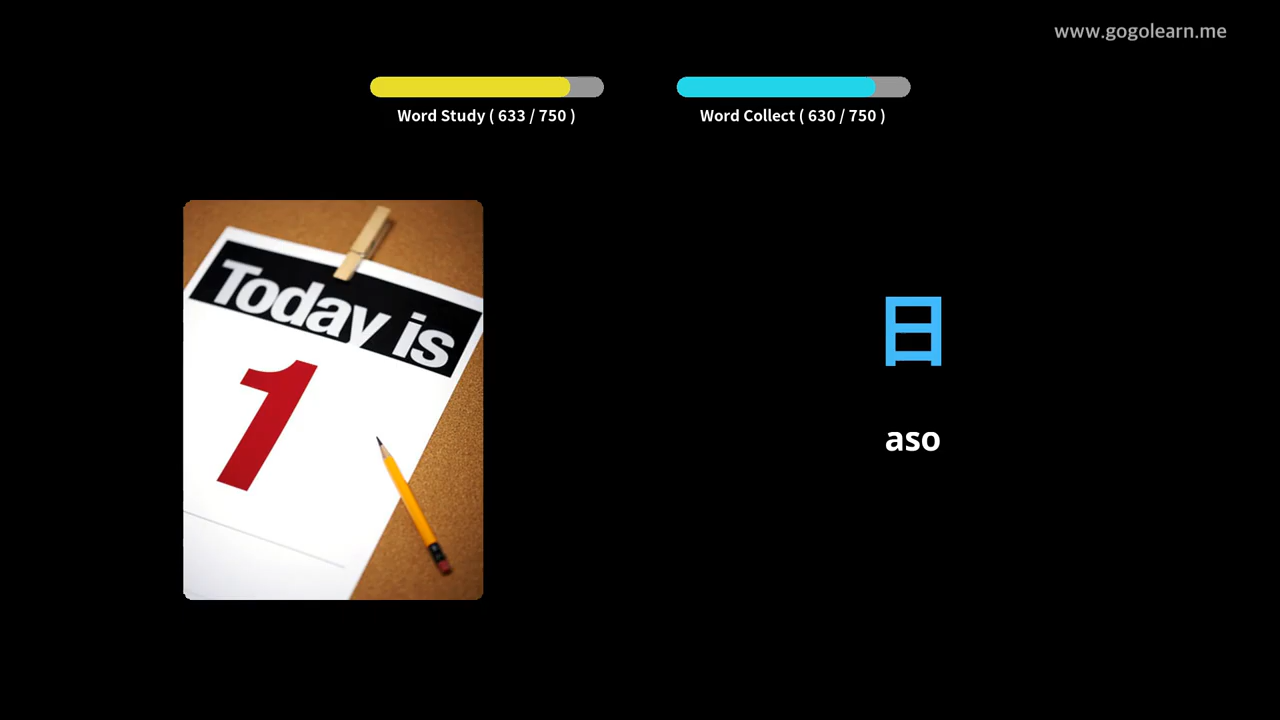 www.gogolearn.me
Word Study ( 633 / 750 )
Word Collect ( 630 / 750 )
Today is
1
日
aso